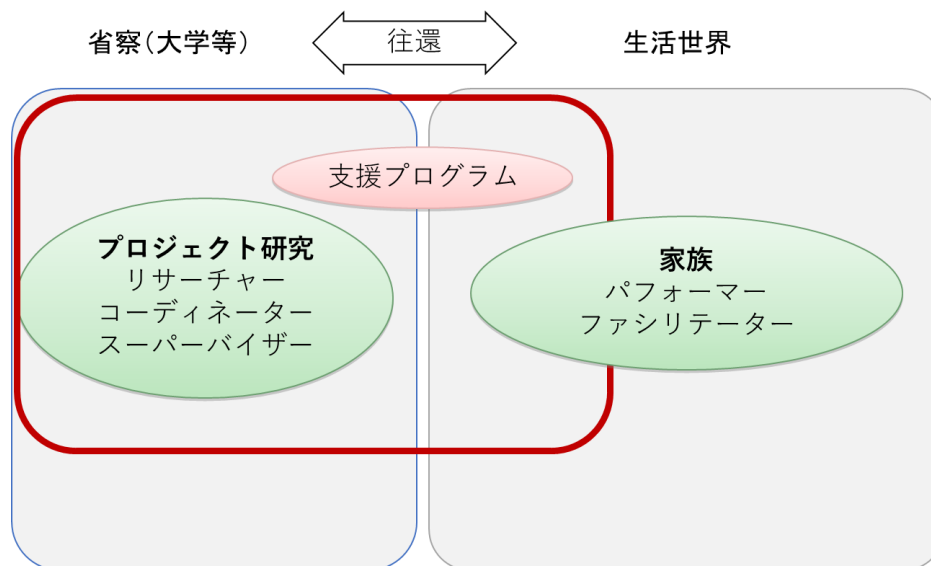 省察(大学等)
往還
生活世界
支援プログラム
プロジェクト研究
リサーチャー
コーディネーター
スーパーバイザー
家族
パフォーマー
ファシリテーター